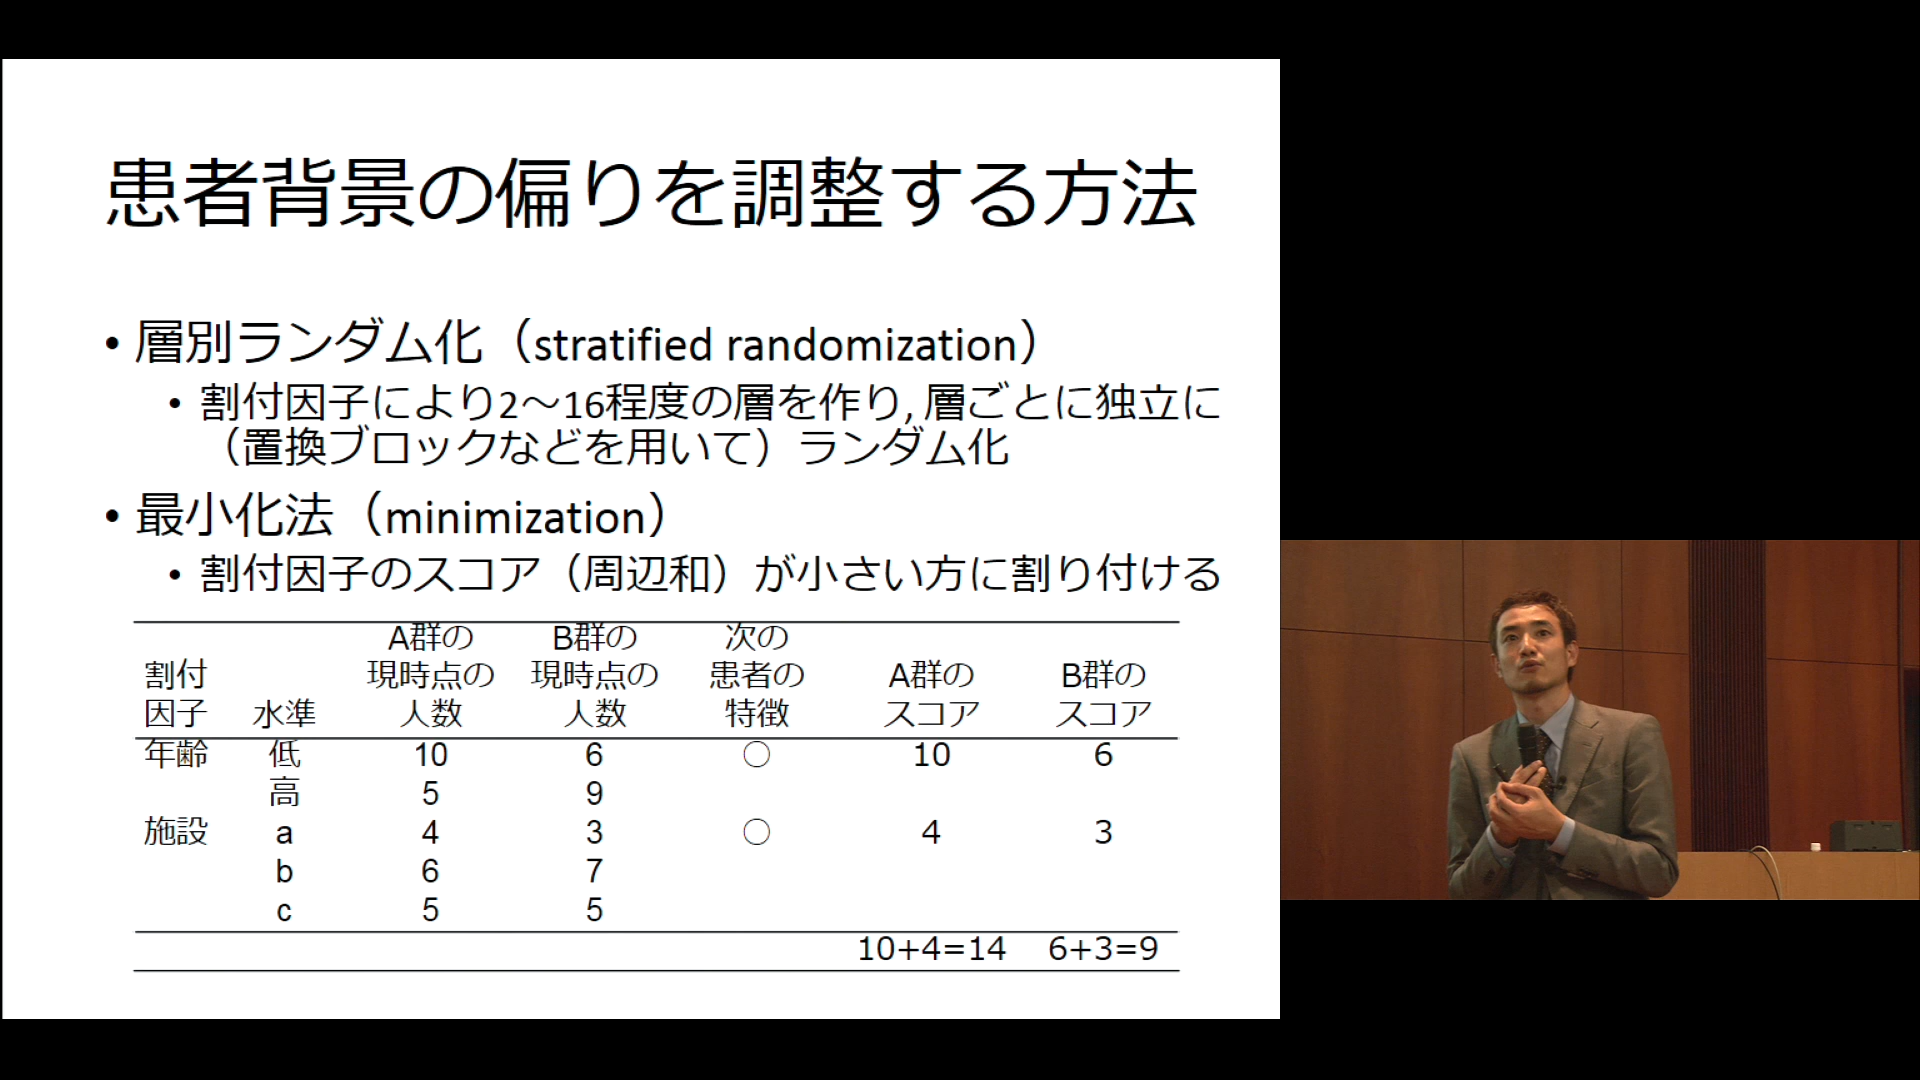 患者背景の偏りを調整する方法
• 層別ランダム化（stratified randomization）
• 割付因子により2～16程度の層を作り, 層ごとに独立に
（置換ブロックなどを用いて）ランダム化
• 最小化法（minimization）
• 割付因子のスコア（周辺和）が小さい方に割り付ける
割付因子 水準 A群の現時点の人数 B群の現時点の人数 次の患者の特徴 A群のスコア B群のスコア
年齢 低 10 6 ○ 10 6
高 5 9
施設 a 4 3 ○ 4 3
b 6 7
c 5 5
10+4=14 6+3=9